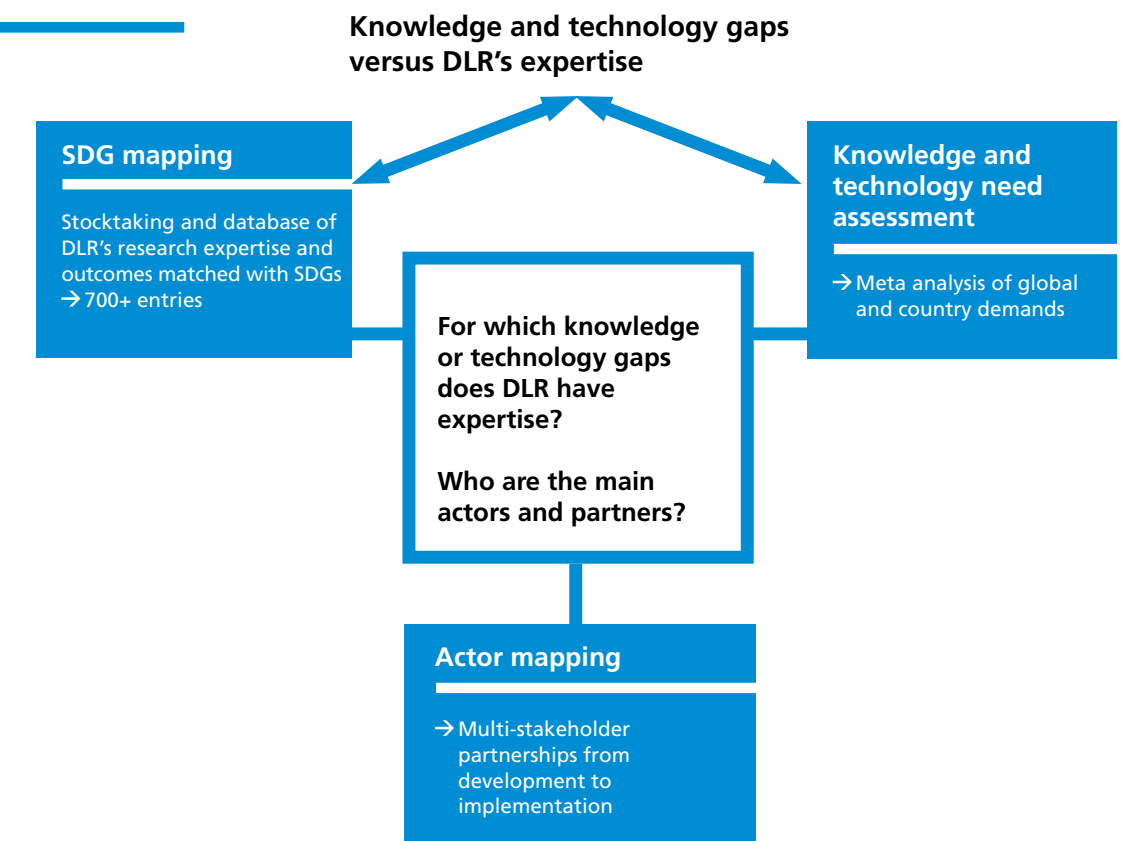 Knowledge and technology gaps
versus DLR’s expertise
SDG mapping
Stocktaking and database of
DLR’s research expertise and
outcomes matched with SDGs
→ 700+ entries
Knowledge and
technology need
assessment
→ Meta analysis of global
and country demands
For which knowledge
or technology gaps
does DLR have
expertise?
Who are the main
actors and partners?
Actor mapping
→ Multi-stakeholder
partnerships from
development to
implementation